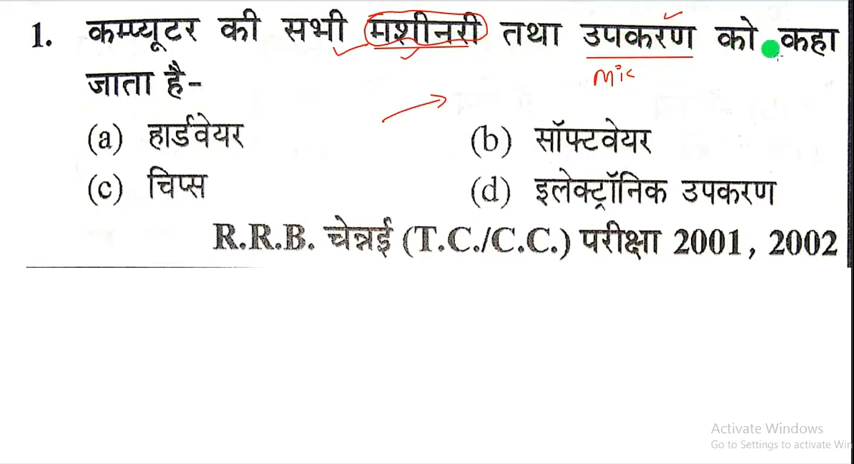 1. कम्प्यूटर की सभी मशीनरी तथा उपकरण को कहा
mic
जाता है-
(a) हार्डवेयर (b) सॉफ्टवेयर
(c) चिप्स (d) इलेक्ट्रॉनिक उपकरण
R.R.B. चेन्नई (T.C./C.C.) परीक्षा 2001, 2002
Activate Windows
Go to Settings to activate Wi